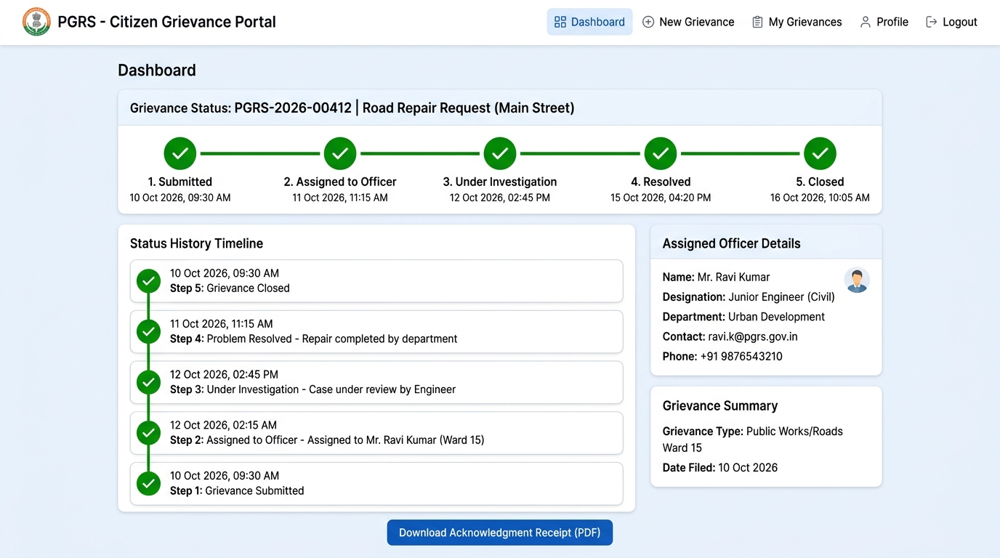 PGRS - Citizen Grievance Portal
Dashboard
New Grievance
My Grievances
Profile
Logout
Dashboard
Grievance Status: PGRS-2026-00412 | Road Repair Request (Main Street)
1. Submitted
10 Oct 2026, 09:30 AM
2. Assigned to Officer
11 Oct 2026, 11:15 AM
3. Under Investigation
12 Oct 2026, 02:45 PM
4. Resolved
15 Oct 2026, 04:20 PM
5. Closed
16 Oct 2026, 10:05 AM
Status History Timeline
10 Oct 2026, 09:30 AM
Step 5: Grievance Closed
11 Oct 2026, 11:15 AM
Step 4: Problem Resolved - Repair completed by department
12 Oct 2026, 02:45 PM
Step 3: Under Investigation - Case under review by Engineer
12 Oct 2026, 02:15 AM
Step 2: Assigned to Officer - Assigned to Mr. Ravi Kumar (Ward 15)
10 Oct 2026, 09:30 AM
Step 1: Grievance Submitted
Assigned Officer Details
Name: Mr. Ravi Kumar
Designation: Junior Engineer (Civil)
Department: Urban Development
Contact: ravi.k@pgrs.gov.in
Phone: +91 9876543210
Grievance Summary
Grievance Type: Public Works/Roads
Ward 15
Date Filed: 10 Oct 2026
Download Acknowledgment Receipt (PDF)